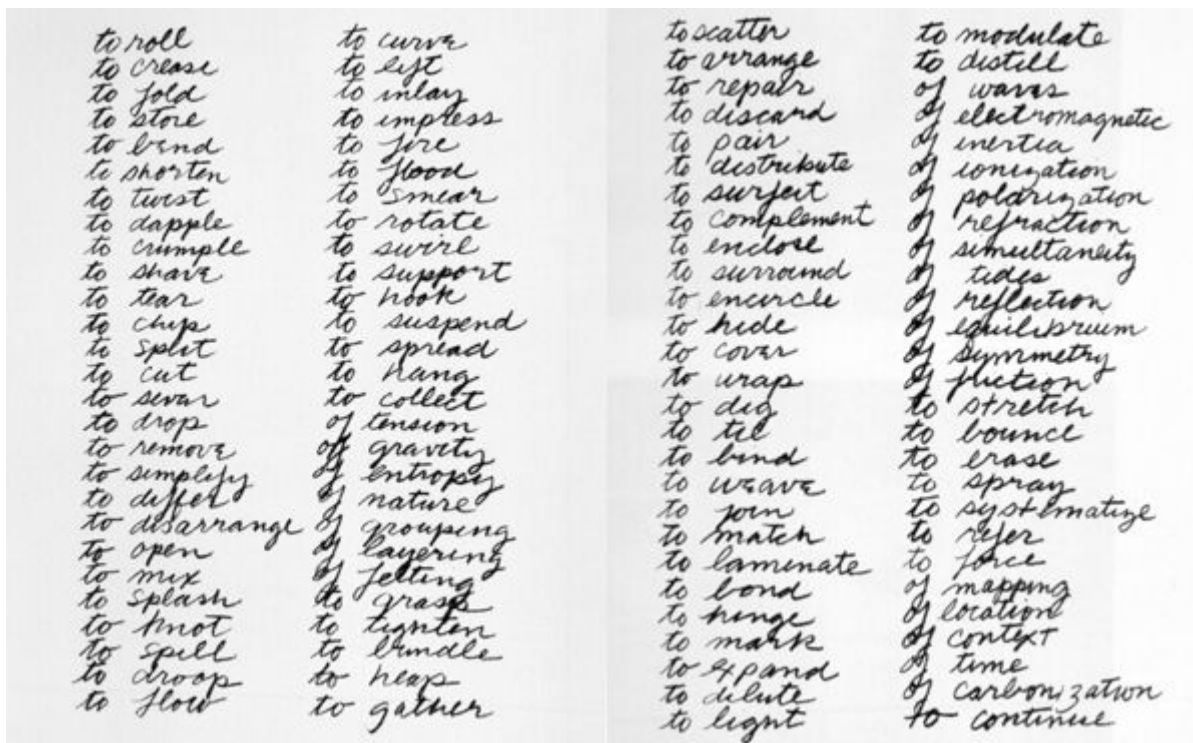 to roll
to crease
to fold
to store
to bend
to shorten
to twist
to dapple
to crumple
to shave
to tear
to chip
to split
to cut
to sever
to drop
to remove
to simplify
to differ
to disarrange
to open
to mix
to splash
to knot
to spill
to droop
to flow
to curve
to lift
to inlay
to impress
to fire
to flood
to smear
to rotate
to swirl
to support
to hook
to suspend
to spread
to hang
to collect
of tension
of gravity
of entropy
of nature
of grouping
of layering
of felting
to grasp
to tighten
to bundle
to heap
to gather
to scatter
to arrange
to repair
to discard
to pair
to distribute
to surfect
to complement
to enclose
to surround
to encircle
to hide
to cover
to wrap
to dig
to tie
to bind
to weave
to join
to match
to laminate
to bond
to hinge
to mark
to expand
to dilute
to light
to modulate
to distill
of waves
of electromagnetic
of inertia
of ionization
of polarization
of refraction
of simultaneity
of tides
of reflection
of equilibrium
of symmetry
of friction
to stretch
to bounce
to erase
to spray
to systematize
to refer
to force
of mapping
of location
of context
of time
of carbonization
to continue